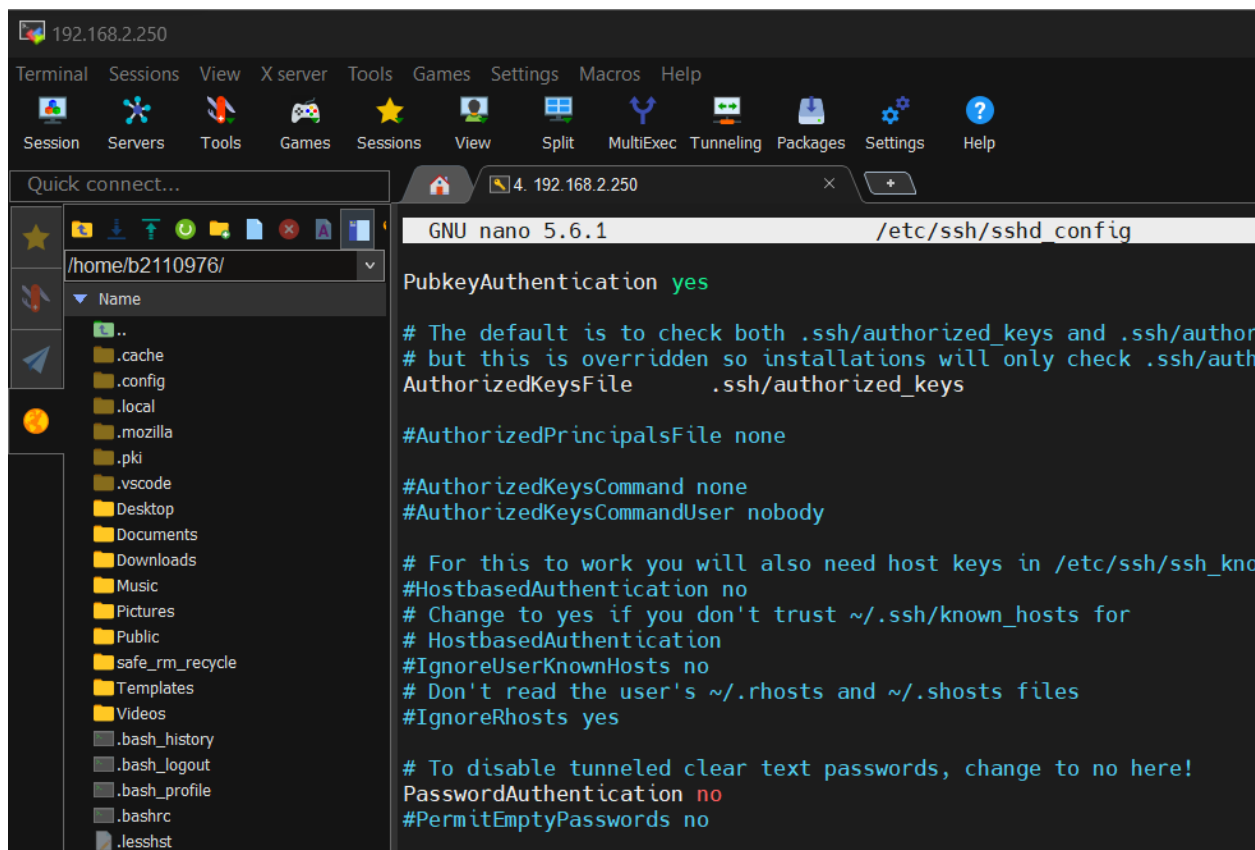 192.168.2.250
Terminal Sessions View X server Tools Games Settings Macros Help
Session Servers Tools Games Sessions View Split MultiExec Tunneling Packages Settings Help
Quick connect...
4. 192.168.2.250
/home/b2110976/
Name
..
.cache
.config
.local
.mozilla
.pki
.vscode
Desktop
Documents
Downloads
Music
Pictures
Public
safe_rm_recycle
Templates
Videos
.bash_history
.bash_logout
.bash_profile
.bashrc
.lesshst
GNU nano 5.6.1 /etc/ssh/sshd_config
PubkeyAuthentication yes
# The default is to check both .ssh/authorized_keys and .ssh/author
# but this is overridden so installations will only check .ssh/auth
AuthorizedKeysFile .ssh/authorized_keys
#AuthorizedPrincipalsFile none
#AuthorizedKeysCommand none
#AuthorizedKeysCommandUser nobody
# For this to work you will also need host keys in /etc/ssh/ssh_kno
#HostbasedAuthentication no
# Change to yes if you don't trust ~/.ssh/known_hosts for
# HostbasedAuthentication
#IgnoreUserKnownHosts no
# Don't read the user's ~/.rhosts and ~/.shosts files
#IgnoreRhosts yes
# To disable tunneled clear text passwords, change to no here!
PasswordAuthentication no
#PermitEmptyPasswords no